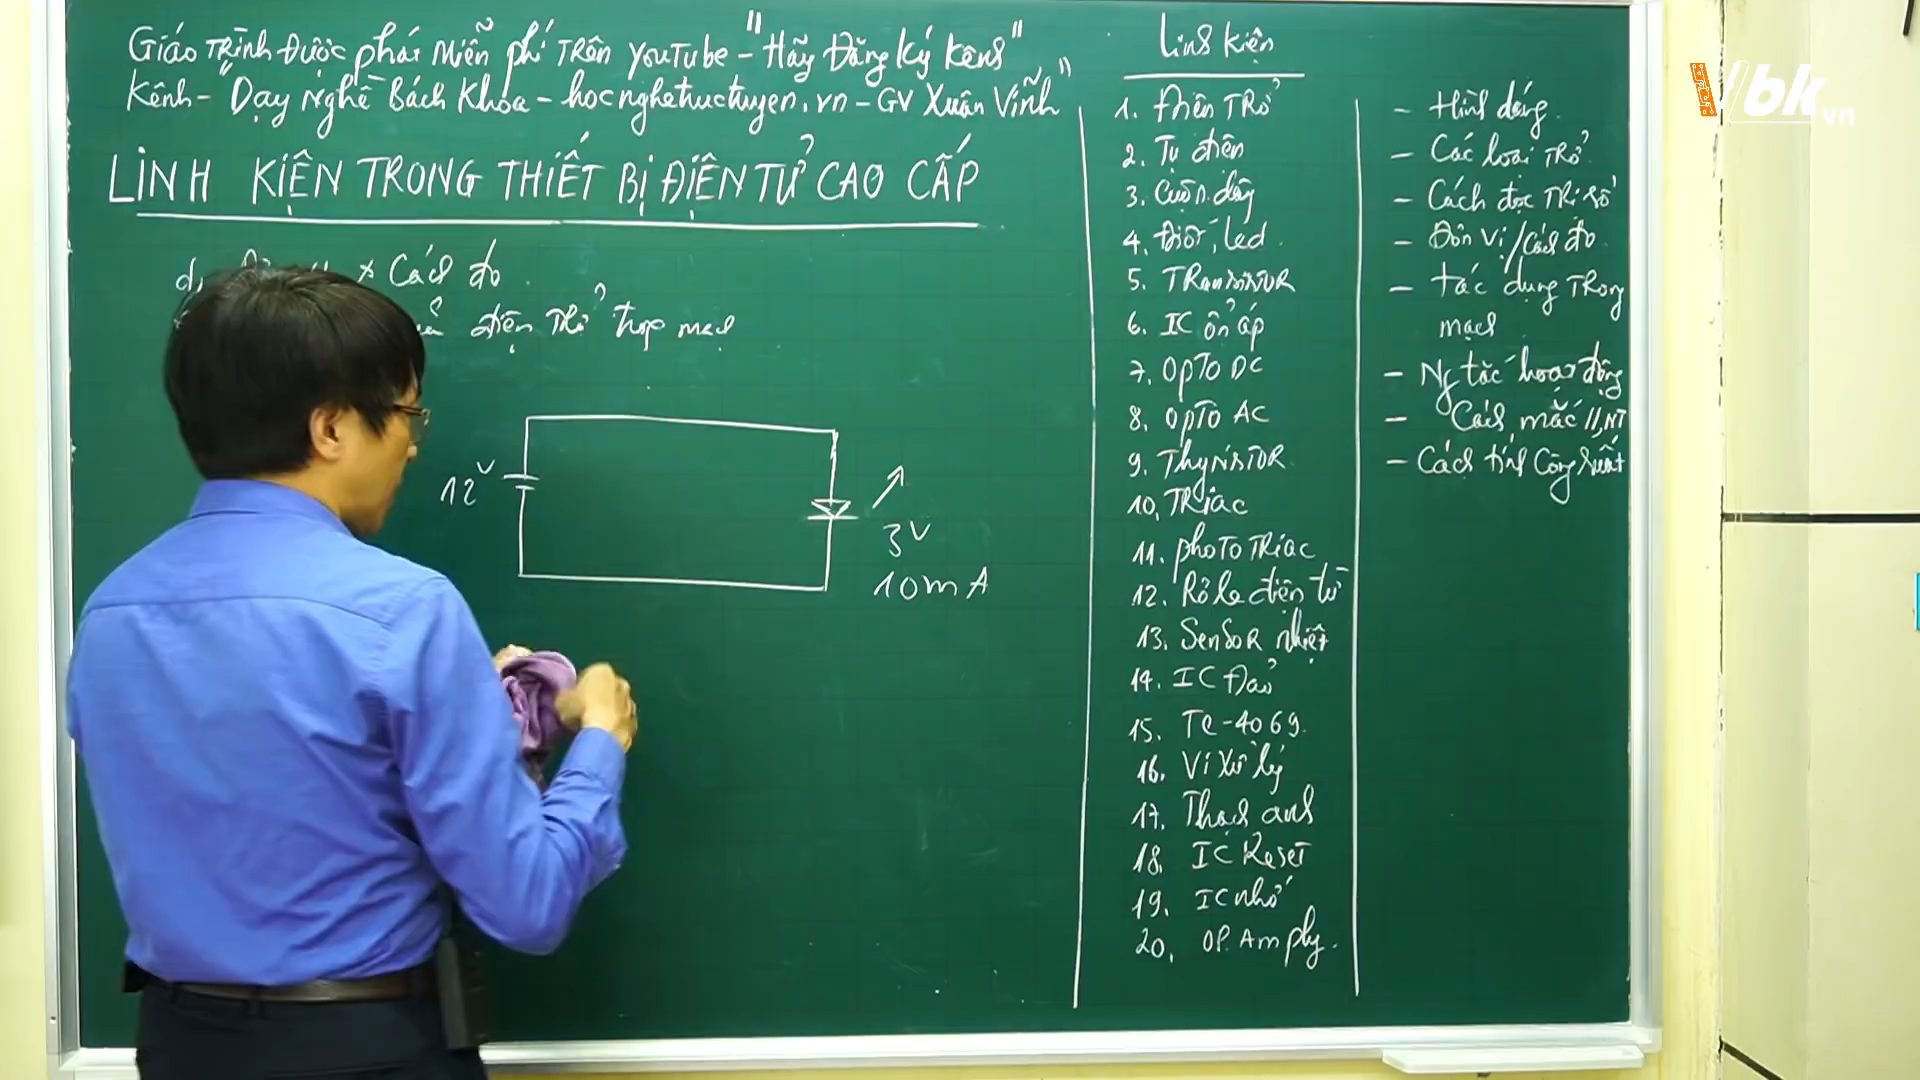 Giáo Trình Được phát Miễn phí Trên YouTube - "Hãy Đăng Ký Kênh"
Kênh - "Dạy Nghề Bách Khoa - hocnghetructuyen.vn - GV Xuân Vĩnh"
LINH KIỆN TRONG THIẾT BỊ ĐIỆN TỬ CAO CẤP
d,
* Cách đo
điện Trở trong mạch
12V
3V
10mA
Linh kiện
1. Điện Trở
2. Tụ điện
3. Cuộn dây
4. Điốt, Led
5. TRansisTOR
6. IC ổn áp
7. OpTo DC
8. OpTo AC
9. ThyrisTOR
10, TRiac
11. phoTo TRiac
12. Rơ le điện từ
13. SenSoR nhiệt
14. IC Đảo
15. Tc-4069.
16. Vi Xử lý
17. Thạch anh
18. IC ReseT
19. IC nhớ
20, OP. Amply.
- Hình dáng.
- Các loại Trở.
- Cách đọc Trị số
- Đơn Vị / Cách đo
- Tác dụng TRong
mạch
- Ng tắc hoạt động
- Cách mắc //, NT
- Cách tính Công Suất
Vbk.vn